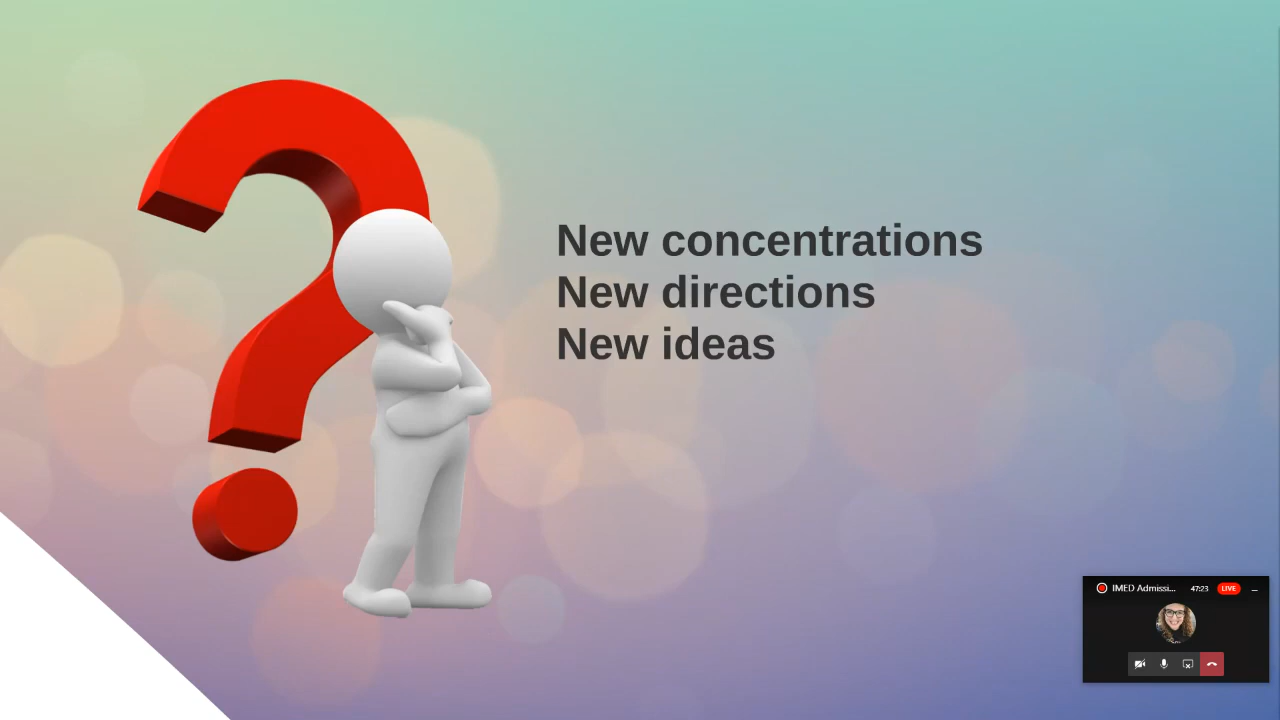 New concentrations
New directions
New ideas
IMED Admissi...
47:23
LIVE